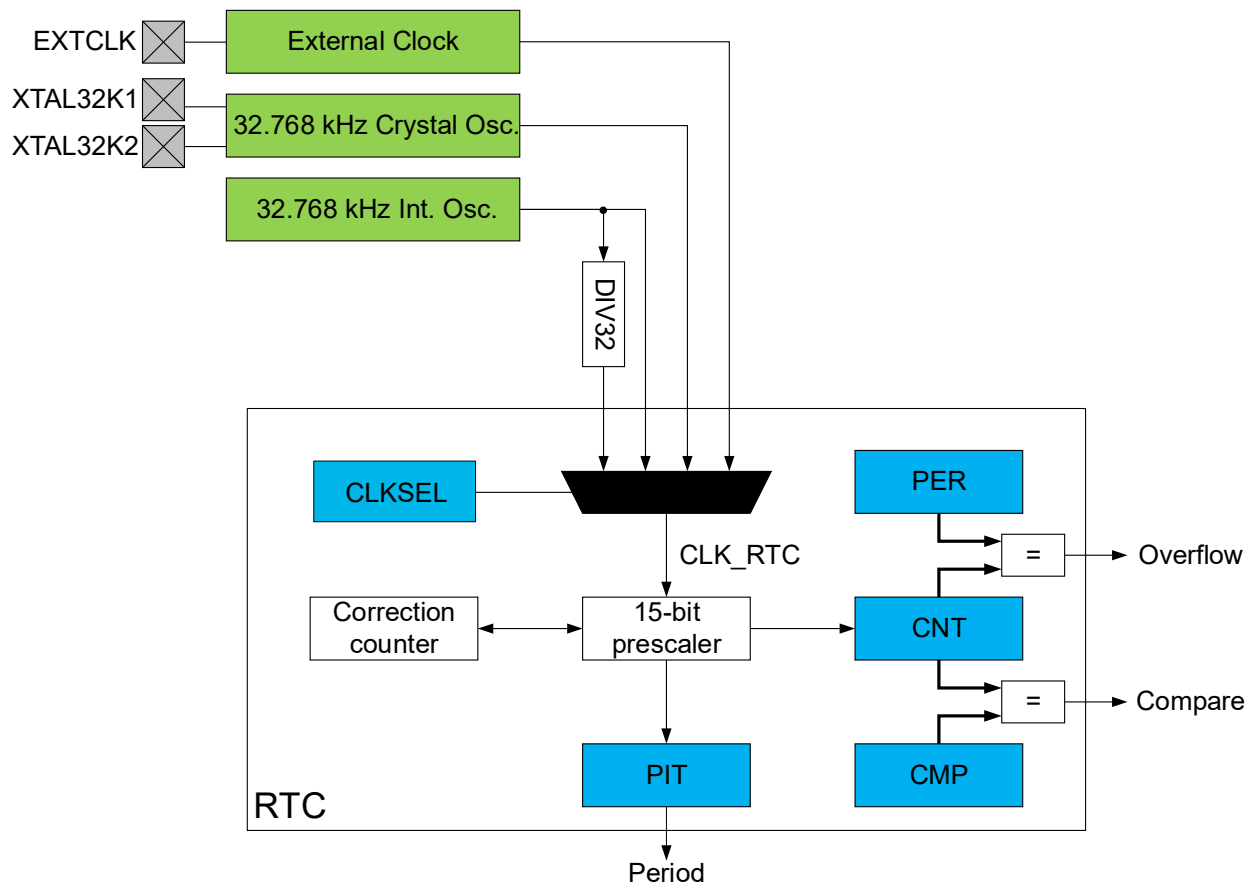 EXTCLK
External Clock
XTAL32K1
32.768 kHz Crystal Osc.
XTAL32K2
32.768 kHz Int. Osc.
DIV32
CLKSEL
PER
CLK_RTC
=
Overflow
Correction
counter
15-bit
prescaler
CNT
=
Compare
PIT
CMP
RTC
Period